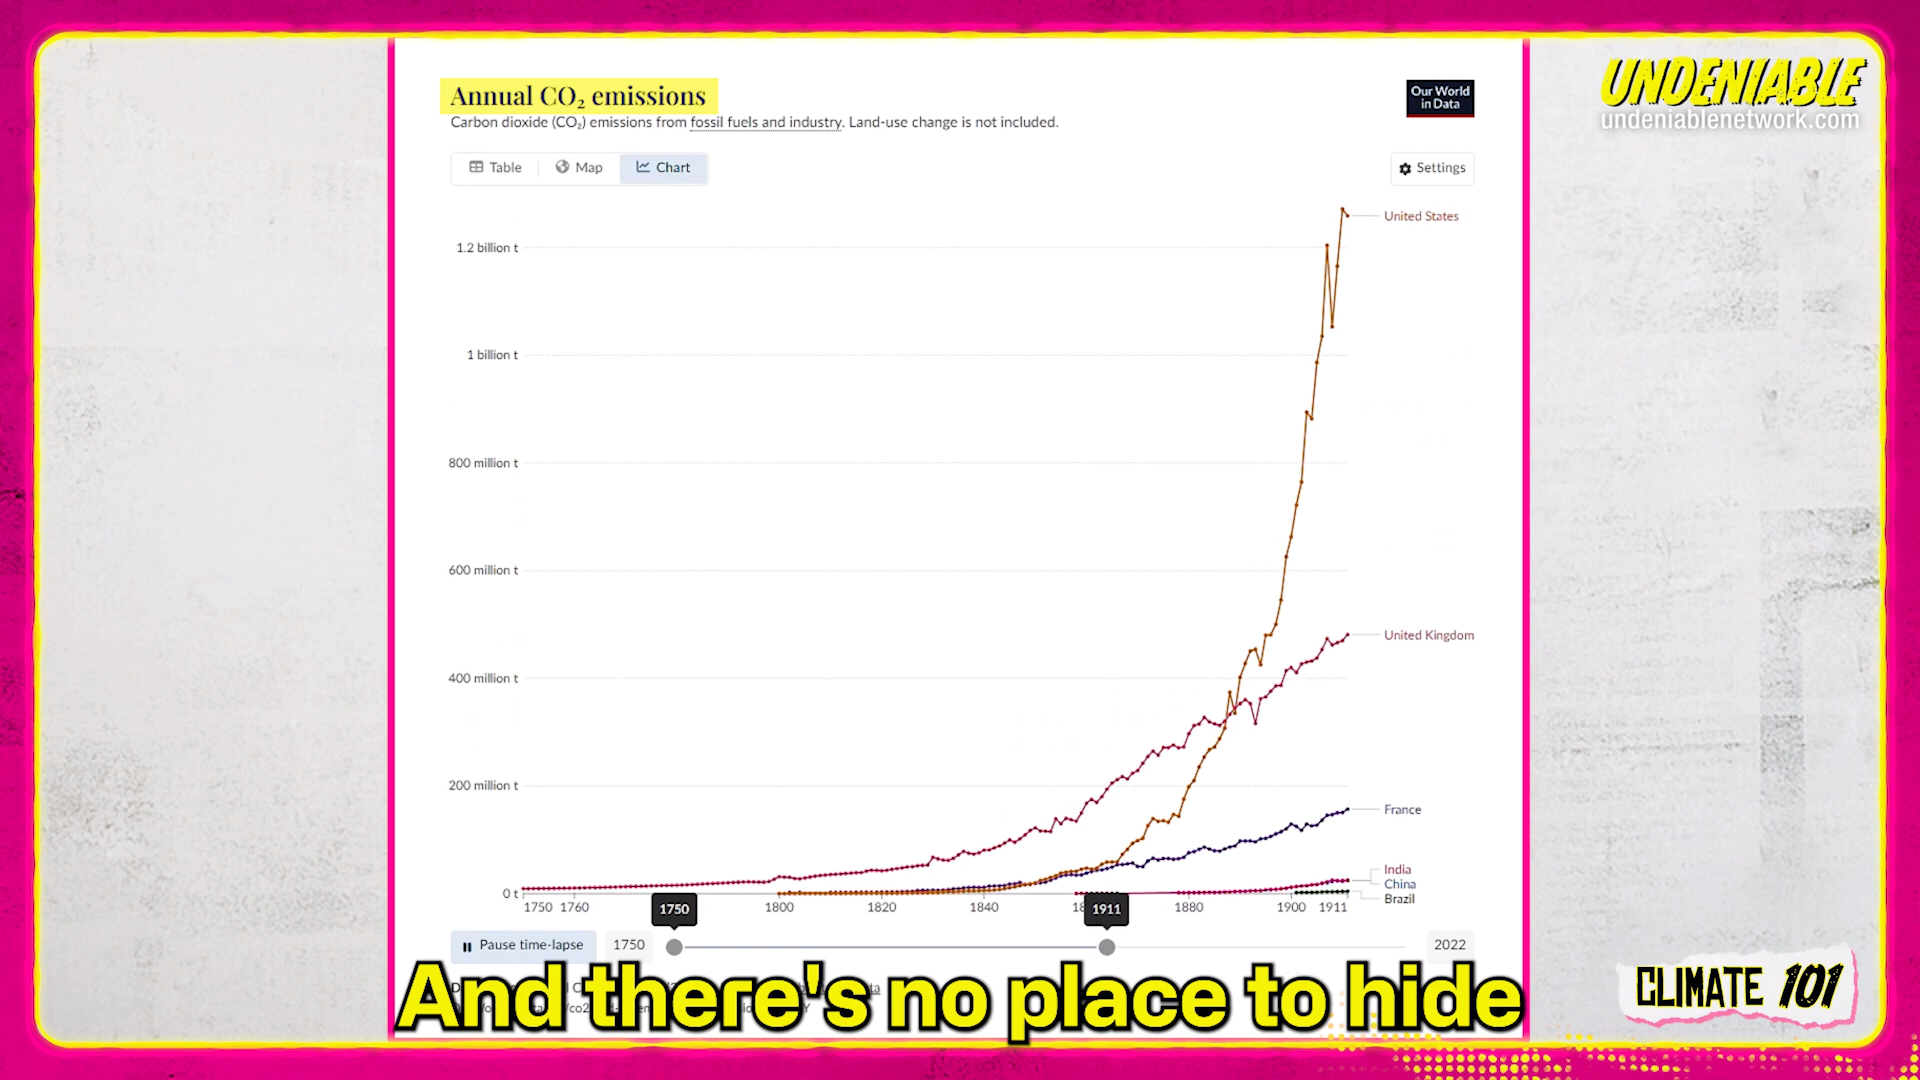 UNDENIABLE
undeniablenetwork.com
Annual CO₂ emissions
Carbon dioxide (CO₂) emissions from fossil fuels and industry. Land-use change is not included.
Our World
in Data
Table
Map
Chart
Settings
United States
1.2 billion t
1 billion t
800 million t
600 million t
United Kingdom
400 million t
200 million t
France
India
China
Brazil
0 t
1750 1760 1800 1820 1840 1880 1900 1911
1750
1911
Pause time-lapse
1750
2022
And there's no place to hide
CLIMATE 101